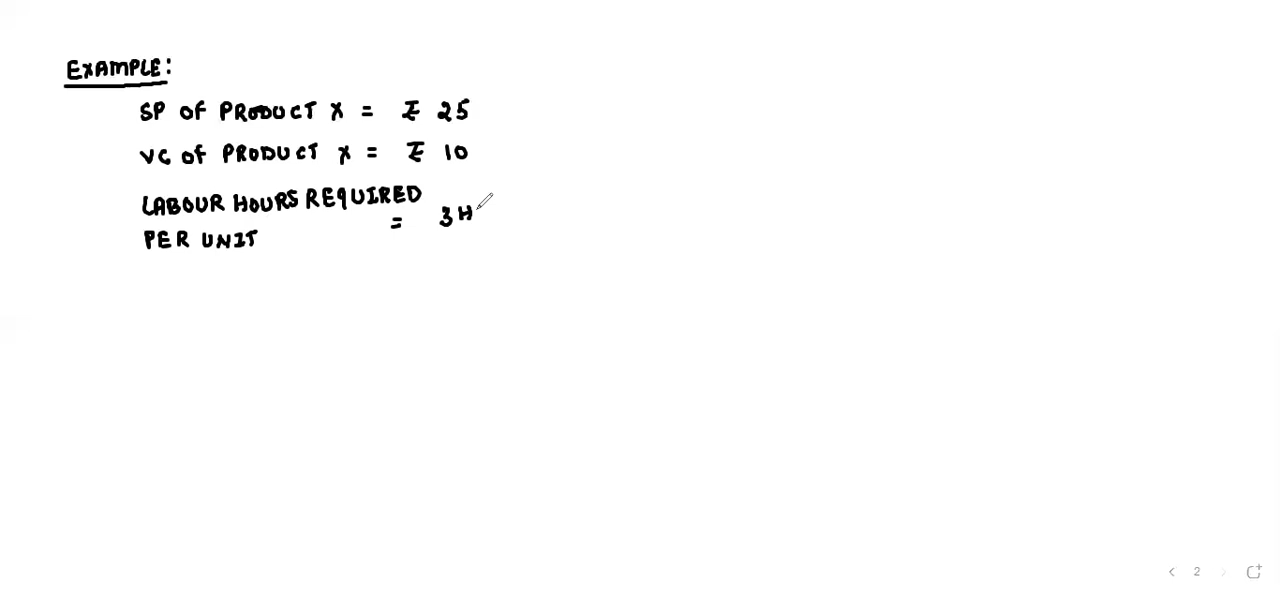 EXAMPLE:
SP OF PRODUCT X = ₹ 25
VC OF PRODUCT X = ₹ 10
LABOUR HOURS REQUIRED
PER UNIT = 3H
2